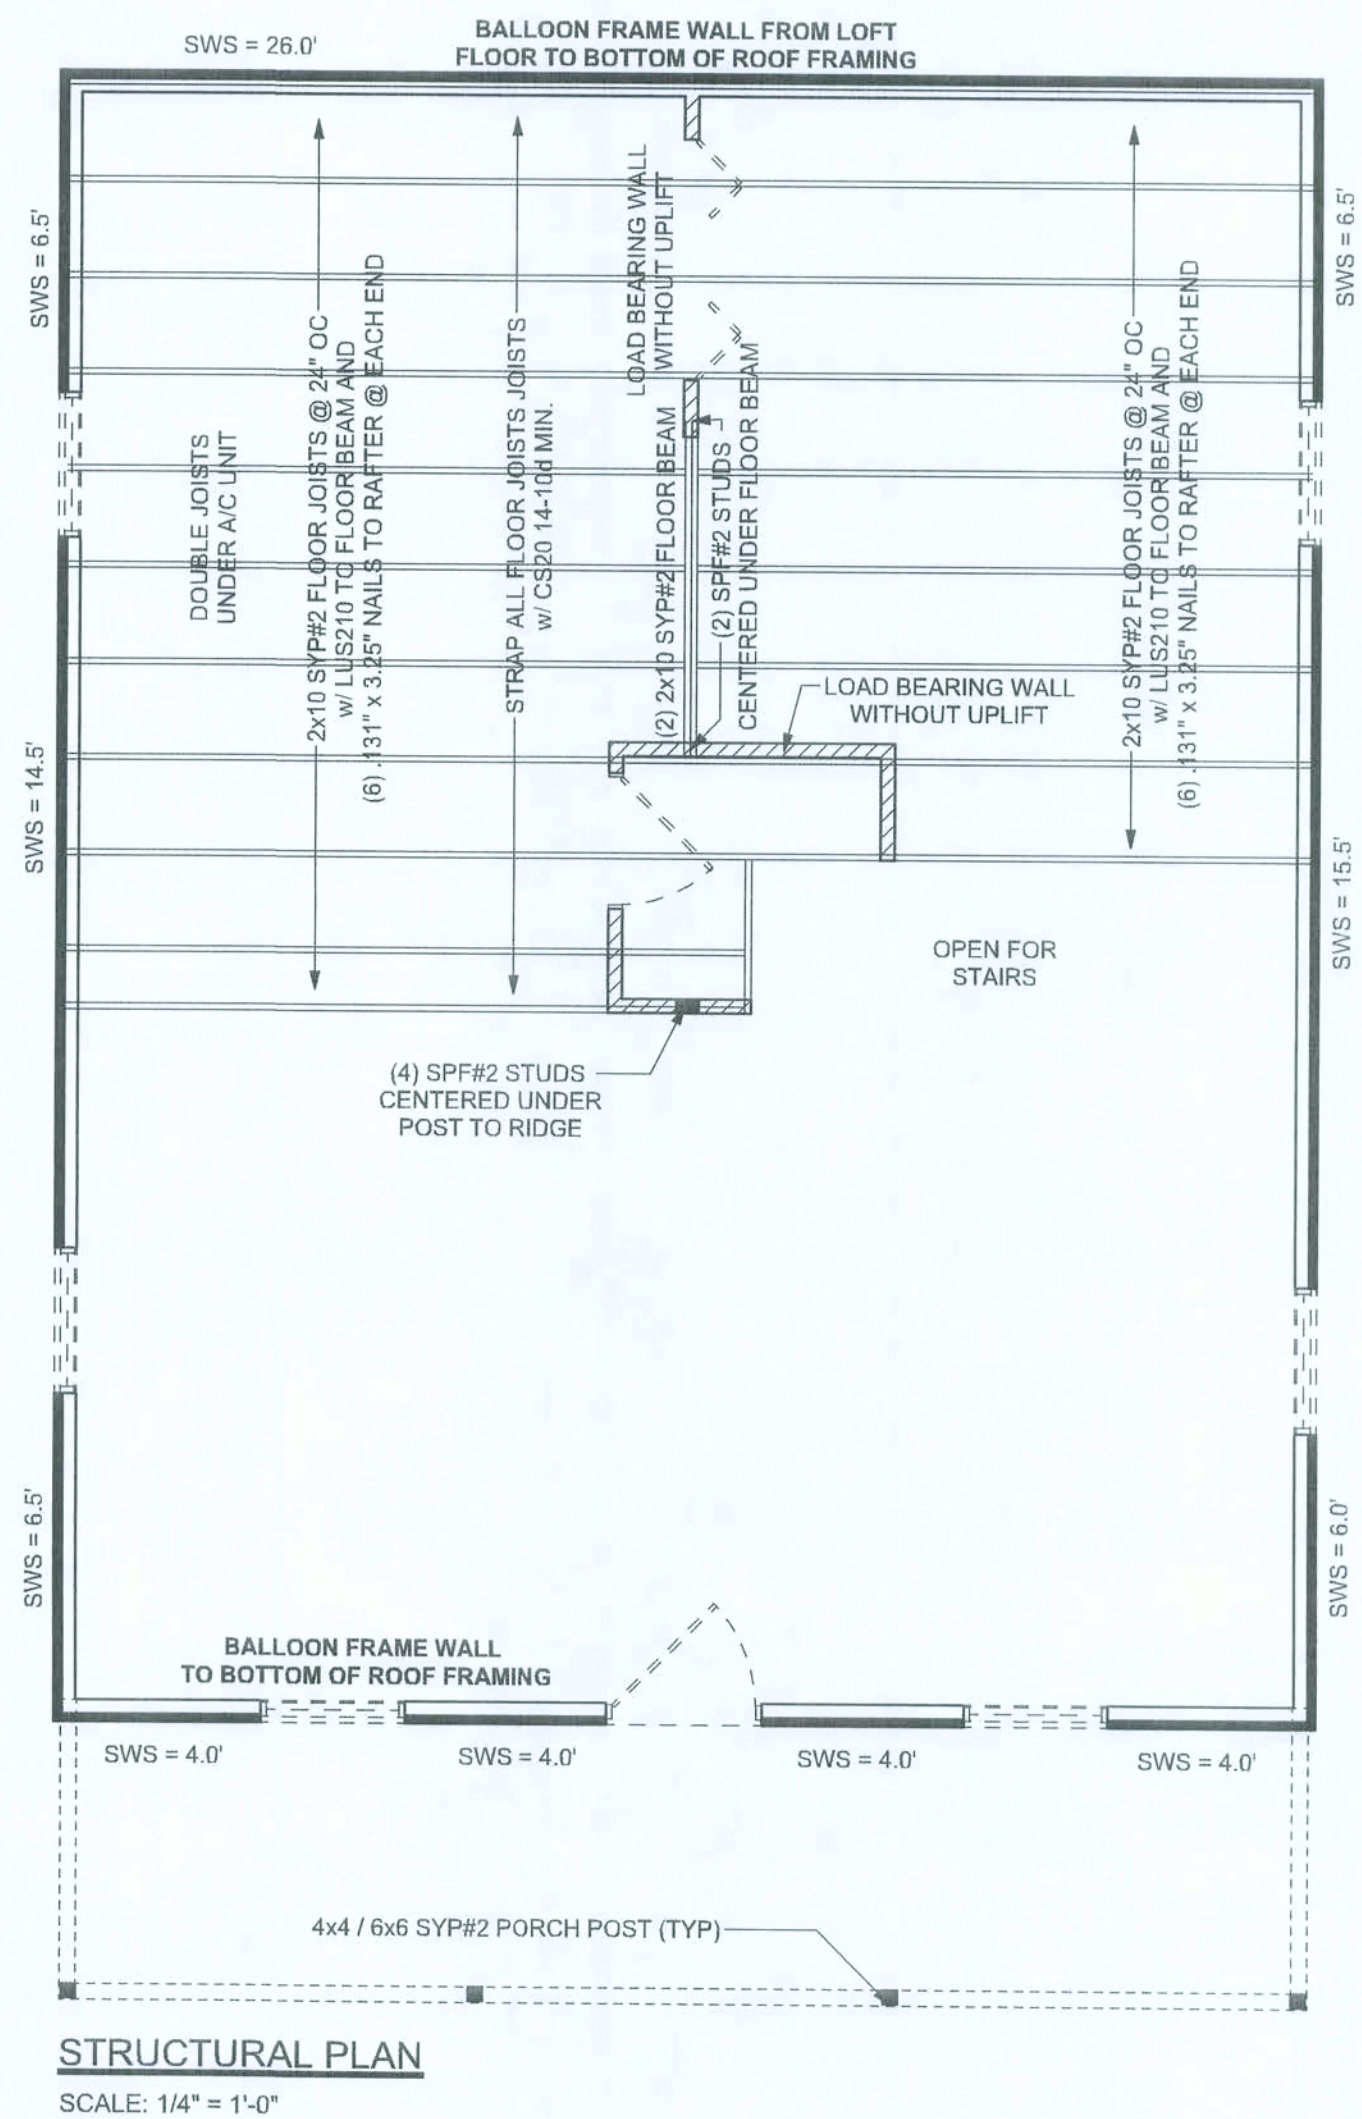 SWS = 26.0'
BALLOON FRAME WALL FROM LOFT
FLOOR TO BOTTOM OF ROOF FRAMING
SWS = 6.5'
SWS = 6.5'
LOAD BEARING WALL
WITHOUT UPLIFT
DOUBLE JOISTS
UNDER A/C UNIT
2x10 SYP#2 FLOOR JOISTS @ 24" OC
w/ LUS210 TO FLOOR BEAM AND
(6) .131" x 3.25" NAILS TO RAFTER @ EACH END
STRAP ALL FLOOR JOISTS JOISTS
w/ CS20 14-10d MIN.
(2) 2x10 SYP#2 FLOOR BEAM
(2) SPF#2 STUDS
CENTERED UNDER FLOOR BEAM
2x10 SYP#2 FLOOR JOISTS @ 24" OC
w/ LUS210 TO FLOOR BEAM AND
(6) .131" x 3.25" NAILS TO RAFTER @ EACH END
LOAD BEARING WALL
WITHOUT UPLIFT
SWS = 14.5'
SWS = 15.5'
OPEN FOR
STAIRS
(4) SPF#2 STUDS
CENTERED UNDER
POST TO RIDGE
SWS = 6.5'
SWS = 6.0'
BALLOON FRAME WALL
TO BOTTOM OF ROOF FRAMING
SWS = 4.0'
SWS = 4.0'
SWS = 4.0'
SWS = 4.0'
4x4 / 6x6 SYP#2 PORCH POST (TYP)
STRUCTURAL PLAN
SCALE: 1/4" = 1'-0"